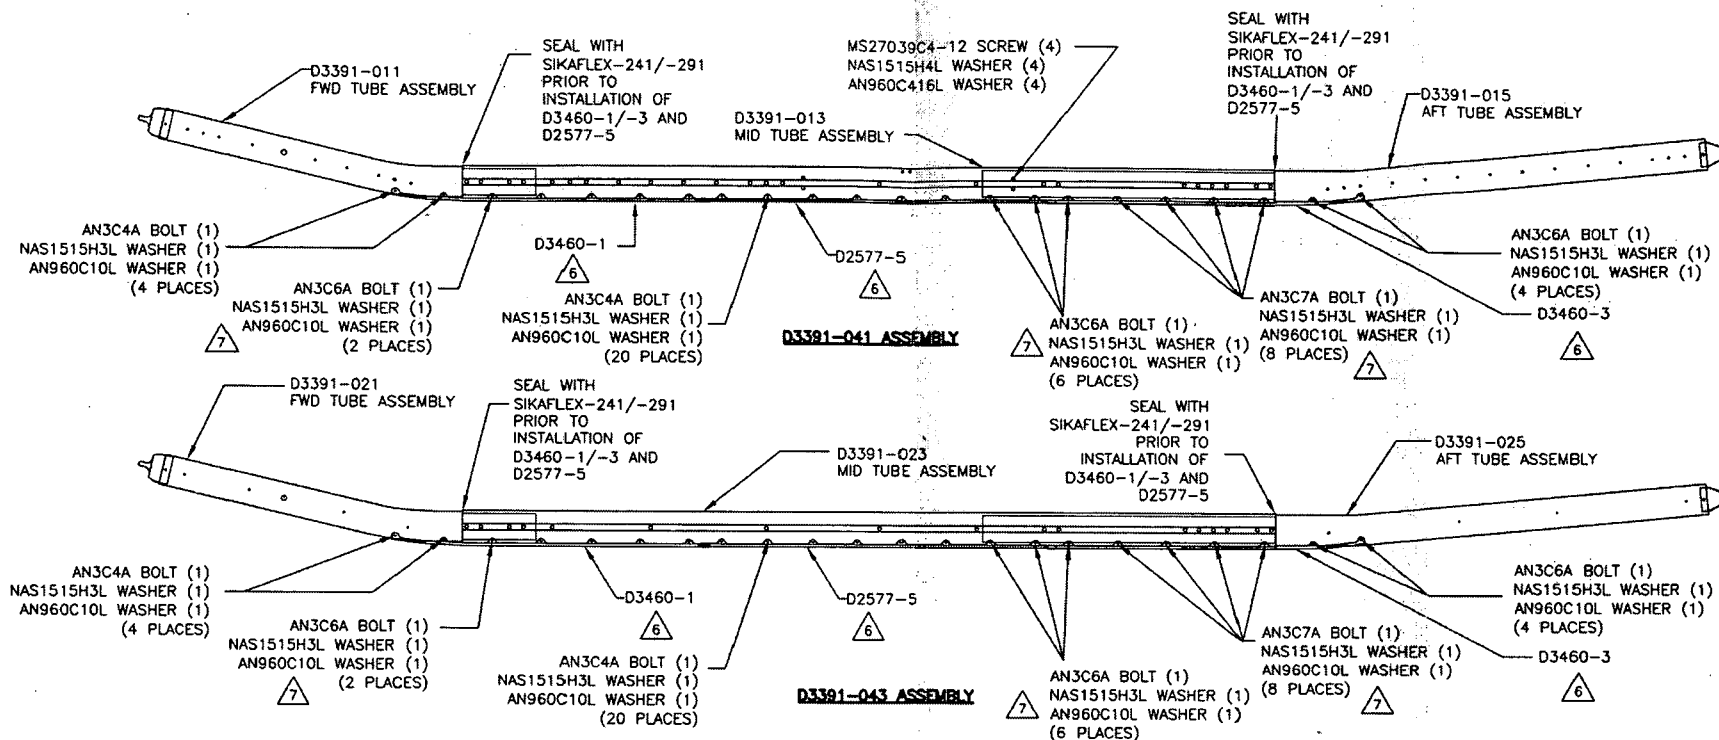 D3391-011
FWD TUBE ASSEMBLY
SEAL WITH
SIKAFLEX-241/-291
PRIOR TO
INSTALLATION OF
D3460-1/-3 AND
D2577-5
D3391-013
MID TUBE ASSEMBLY
MS27039C4-12 SCREW (4)
NAS1515H4L WASHER (4)
AN960C416L WASHER (4)
SEAL WITH
SIKAFLEX-241/-291
PRIOR TO
INSTALLATION OF
D3460-1/-3 AND
D2577-5
D3391-015
AFT TUBE ASSEMBLY
AN3C4A BOLT (1)
NAS1515H3L WASHER (1)
AN960C10L WASHER (1)
(4 PLACES)
AN3C6A BOLT (1)
NAS1515H3L WASHER (1)
AN960C10L WASHER (1)
(2 PLACES)
7
D3460-1
6
AN3C4A BOLT (1)
NAS1515H3L WASHER (1)
AN960C10L WASHER (1)
(20 PLACES)
D2577-5
6
D3391-041 ASSEMBLY
7
AN3C6A BOLT (1)
NAS1515H3L WASHER (1)
AN960C10L WASHER (1)
(6 PLACES)
AN3C7A BOLT (1)
NAS1515H3L WASHER (1)
AN960C10L WASHER (1)
(8 PLACES)
7
AN3C6A BOLT (1)
NAS1515H3L WASHER (1)
AN960C10L WASHER (1)
(4 PLACES)
D3460-3
6
D3391-021
FWD TUBE ASSEMBLY
SEAL WITH
SIKAFLEX-241/-291
PRIOR TO
INSTALLATION OF
D3460-1/-3 AND
D2577-5
D3391-023
MID TUBE ASSEMBLY
SEAL WITH
SIKAFLEX-241/-291
PRIOR TO
INSTALLATION OF
D3460-1/-3 AND
D2577-5
D3391-025
AFT TUBE ASSEMBLY
AN3C4A BOLT (1)
NAS1515H3L WASHER (1)
AN960C10L WASHER (1)
(4 PLACES)
AN3C6A BOLT (1)
NAS1515H3L WASHER (1)
AN960C10L WASHER (1)
(2 PLACES)
7
D3460-1
6
AN3C4A BOLT (1)
NAS1515H3L WASHER (1)
AN960C10L WASHER (1)
(20 PLACES)
D2577-5
6
D3391-043 ASSEMBLY
7
AN3C6A BOLT (1)
NAS1515H3L WASHER (1)
AN960C10L WASHER (1)
(6 PLACES)
AN3C7A BOLT (1)
NAS1515H3L WASHER (1)
AN960C10L WASHER (1)
(8 PLACES)
7
AN3C6A BOLT (1)
NAS1515H3L WASHER (1)
AN960C10L WASHER (1)
(4 PLACES)
D3460-3
6